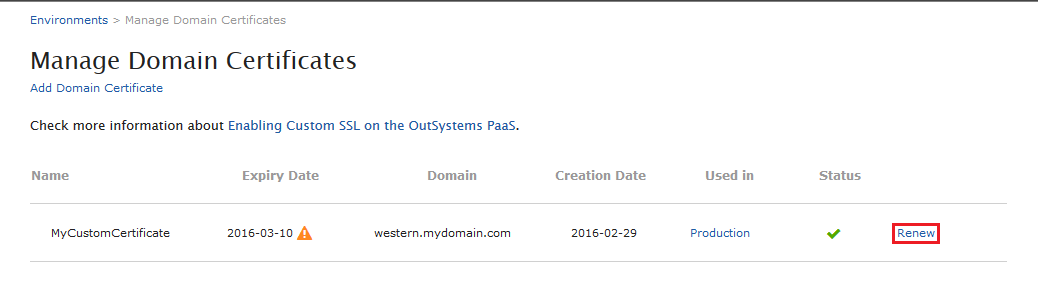 Environments > Manage Domain Certificates
Manage Domain Certificates
Add Domain Certificate
Check more information about Enabling Custom SSL on the OutSystems PaaS.
Name Expiry Date Domain Creation Date Used in Status
MyCustomCertificate 2016-03-10 western.mydomain.com 2016-02-29 Production Renew